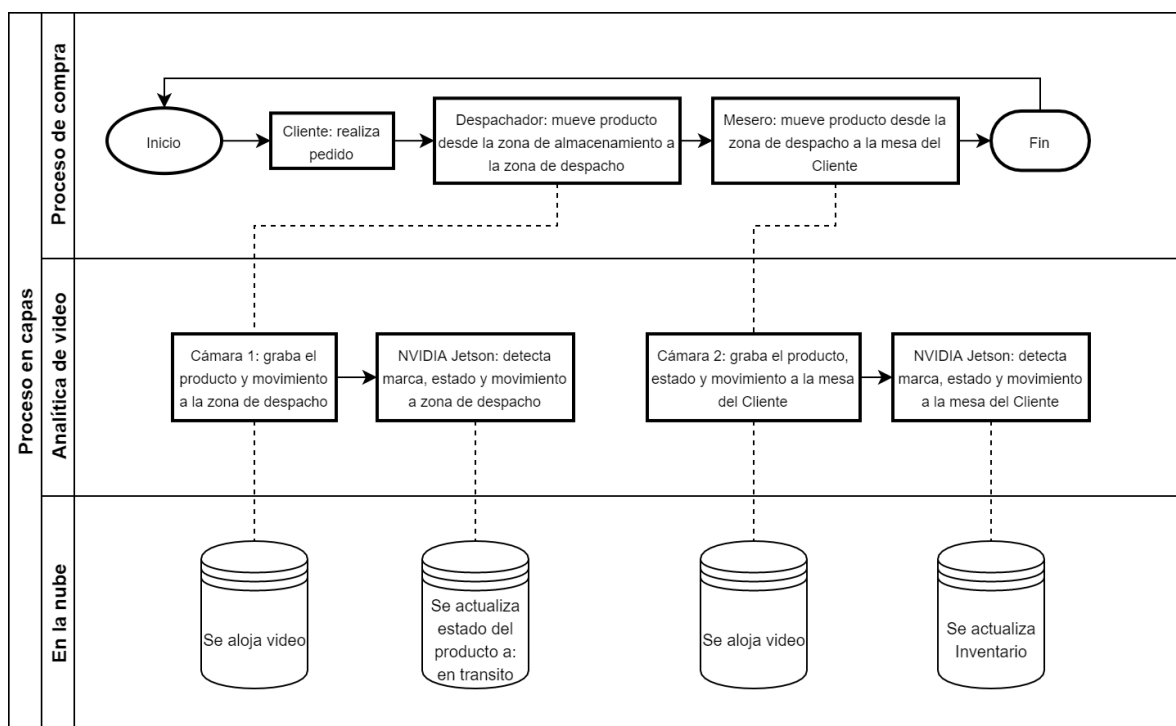 Proceso en capas
Proceso de compra
Inicio
Cliente: realiza
pedido
Despachador: mueve producto
desde la zona de almacenamiento a
la zona de despacho
Mesero: mueve producto desde la
zona de despacho a la mesa del
Cliente
Fin
Analítica de video
Cámara 1: graba el
producto y movimiento
a la zona de despacho
NVIDIA Jetson: detecta
marca, estado y movimiento
a zona de despacho
Cámara 2: graba el producto,
estado y movimiento a la mesa
del Cliente
NVIDIA Jetson: detecta
marca, estado y movimiento
a la mesa del Cliente
En la nube
Se aloja video
Se actualiza
estado del
producto a:
en transito
Se aloja video
Se actualiza
Inventario